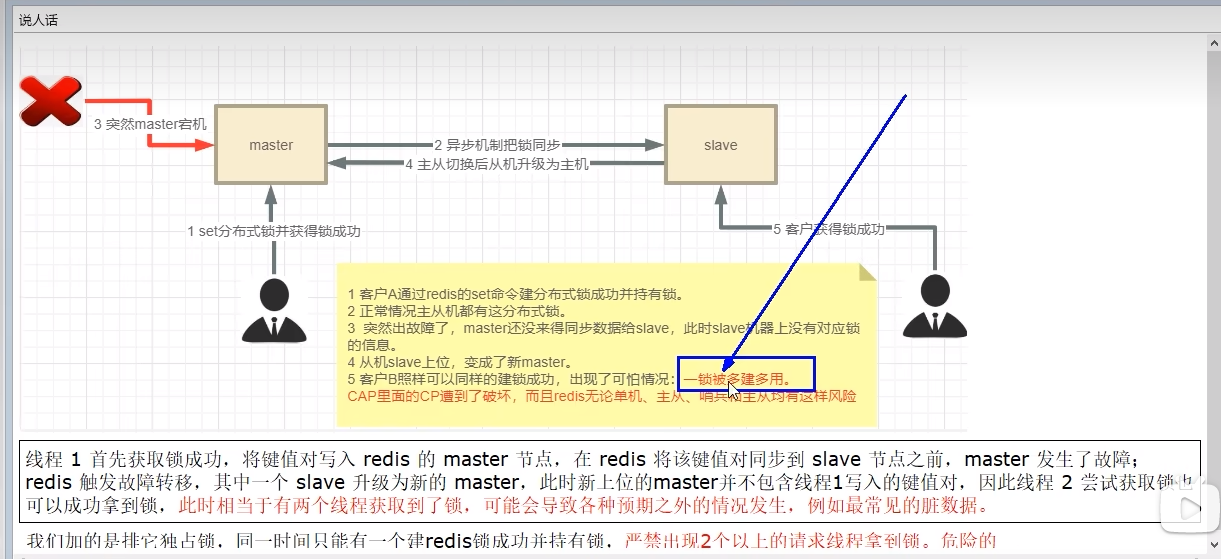 说人话
3 突然master宕机
master
2 异步机制把锁同步
4 主从切换后从机升级为主机
slave
1 set分布式锁并获得锁成功
5 客户获得锁成功
1 客户A通过redis的set命令建分布式锁成功并持有锁。
2 正常情况主从机都有这分布式锁。
3 突然出故障了，master还没来得同步数据给slave，此时slave机器上没有对应锁
的信息。
4 从机slave上位，变成了新master。
5 客户B照样可以同样的建锁成功，出现了可怕情况：一锁被多建多用。
CAP里面的CP遭到了破坏，而且redis无论单机、主从、哨兵和主从均有这样风险
线程 1 首先获取锁成功，将键值对写入 redis 的 master 节点，在 redis 将该键值对同步到 slave 节点之前，master 发生了故障；
redis 触发故障转移，其中一个 slave 升级为新的 master，此时新上位的master并不包含线程1写入的键值对，因此线程 2 尝试获取锁也
可以成功拿到锁，此时相当于有两个线程获取到了锁，可能会导致各种预期之外的情况发生，例如最常见的脏数据。
我们加的是排它独占锁，同一时间只能有一个建redis锁成功并持有锁，严禁出现2个以上的请求线程拿到锁。危险的